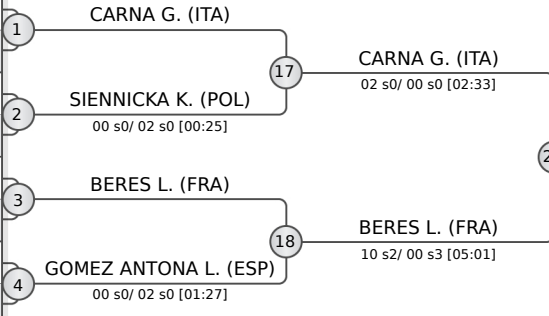 CARNA G. (ITA)
1
17
CARNA G. (ITA)
02 s0/ 00 s0 [02:33]
2
SIENNICKA K. (POL)
00 s0/ 02 s0 [00:25]
2
3
BERES L. (FRA)
18
BERES L. (FRA)
10 s2/ 00 s3 [05:01]
4
GOMEZ ANTONA L. (ESP)
00 s0/ 02 s0 [01:27]